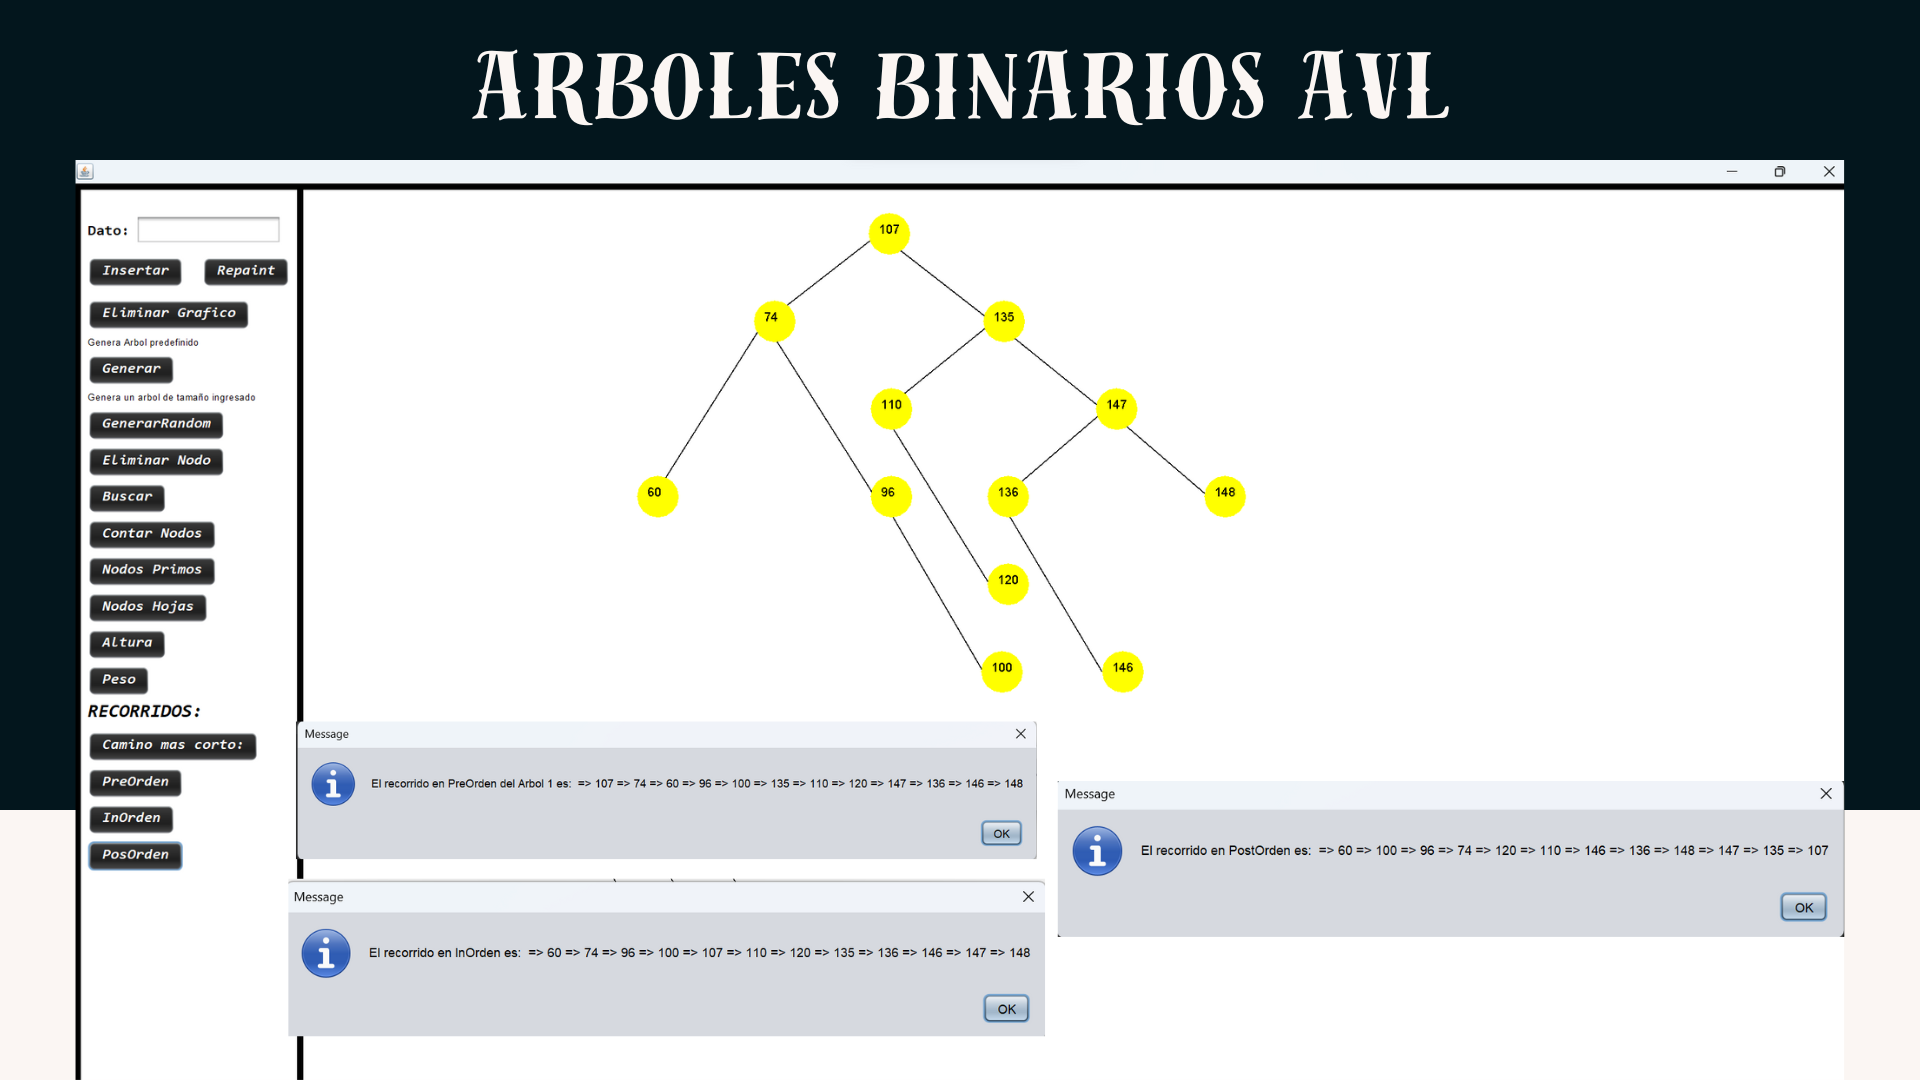 ARBOLES BINARIOS AVL
Dato:
Insertar Repaint
Eliminar Grafico
Genera Arbol predefinido
Generar
Genera un arbol de tamaño ingresado
GenerarRandom
Eliminar Nodo
Buscar
Contar Nodos
Nodos Primos
Nodos Hojas
Altura
Peso
RECORRIDOS:
Camino mas corto:
PreOrden
InOrden
PosOrden
107
74 135
110 147
60 96 136 148
120
100 146
Message
El recorrido en PreOrden del Arbol 1 es: => 107 => 74 => 60 => 96 => 100 => 135 => 110 => 120 => 147 => 136 => 146 => 148
OK
Message
El recorrido en InOrden es: => 60 => 74 => 96 => 100 => 107 => 110 => 120 => 135 => 136 => 146 => 147 => 148
OK
Message
El recorrido en PostOrden es: => 60 => 100 => 96 => 74 => 120 => 110 => 146 => 136 => 148 => 147 => 135 => 107
OK